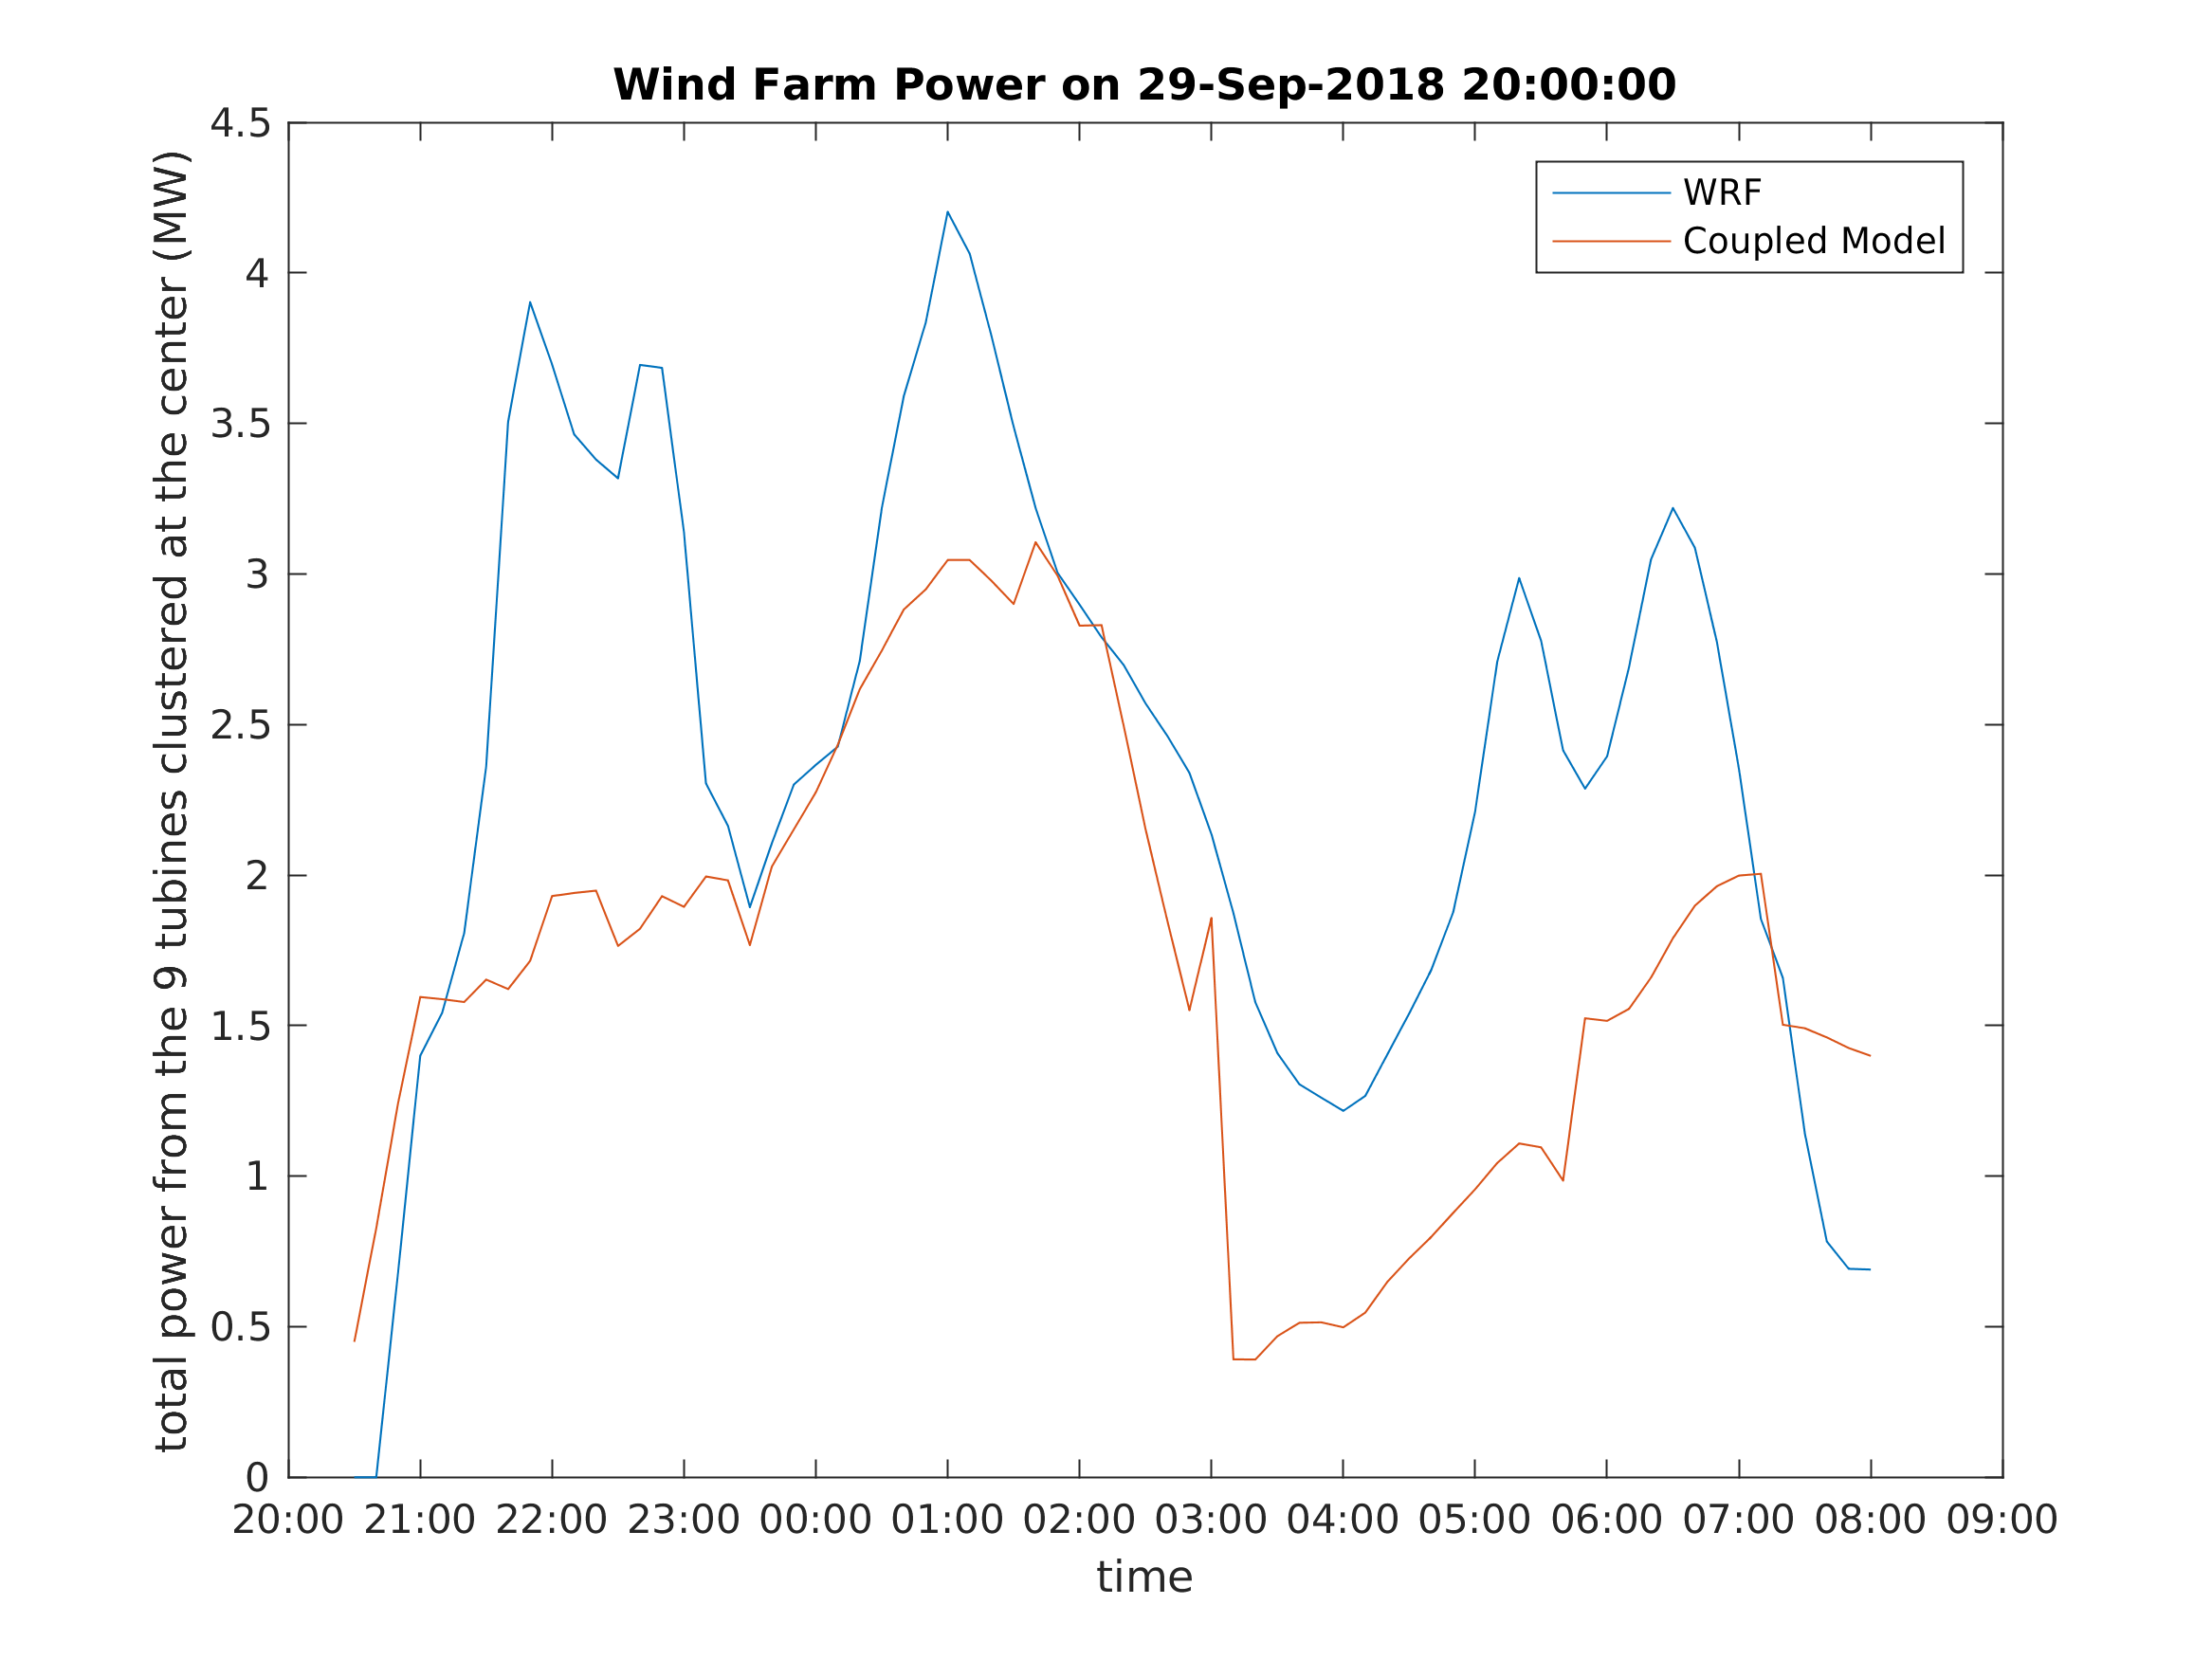 Wind Farm Power on 29-Sep-2018 20:00:00
total power from the 9 tubines clustered at the center (MW)
4.5
4
3.5
3
2.5
2
1.5
1
0.5
0
WRF
Coupled Model
20:00 21:00 22:00 23:00 00:00 01:00 02:00 03:00 04:00 05:00 06:00 07:00 08:00 09:00
time